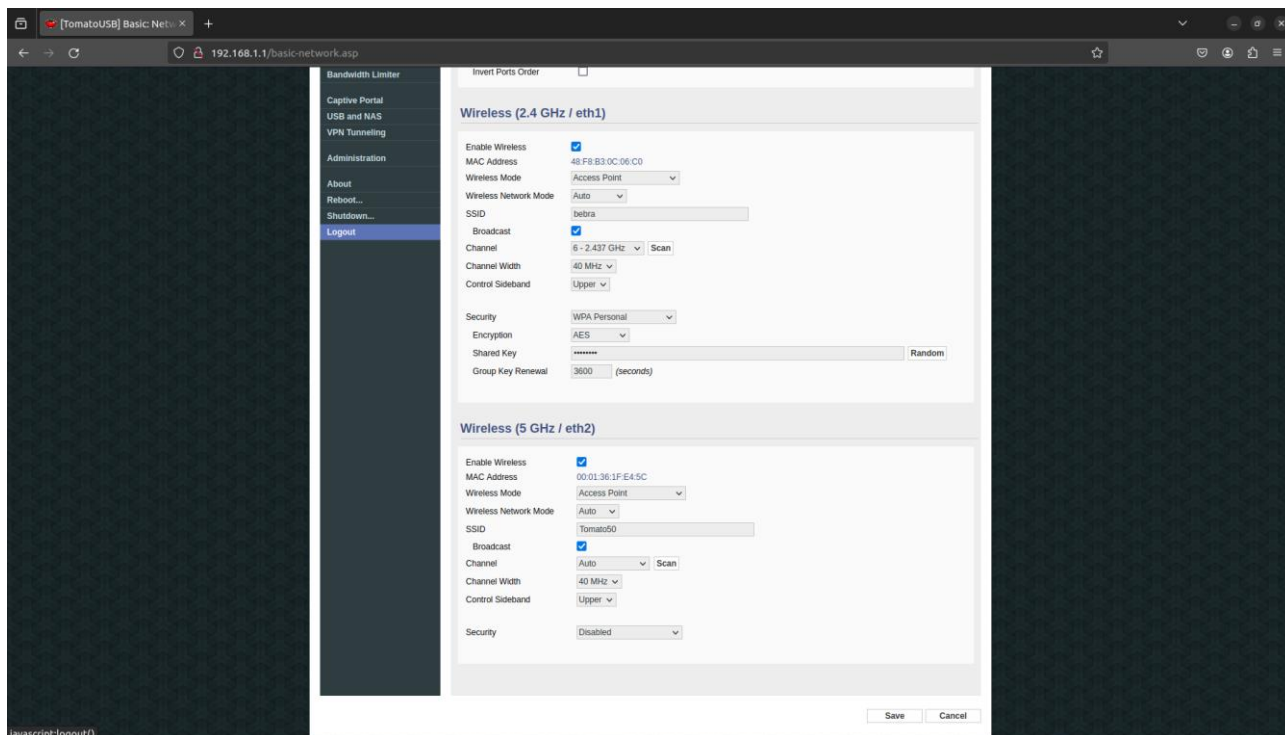 [TomatoUSB] Basic: Netw
192.168.1.1/basic-network.asp
Bandwidth Limiter
Captive Portal
USB and NAS
VPN Tunneling
Administration
About
Reboot...
Shutdown...
Logout
Invert Ports Order
Wireless (2.4 GHz / eth1)
Enable Wireless
MAC Address 48:F8:B3:0C:06:C0
Wireless Mode Access Point
Wireless Network Mode Auto
SSID bebra
Broadcast
Channel 6 - 2.437 GHz Scan
Channel Width 40 MHz
Control Sideband Upper
Security WPA Personal
Encryption AES
Shared Key •••••••• Random
Group Key Renewal 3600 (seconds)
Wireless (5 GHz / eth2)
Enable Wireless
MAC Address 00:01:36:1F:E4:5C
Wireless Mode Access Point
Wireless Network Mode Auto
SSID Tomato50
Broadcast
Channel Auto Scan
Channel Width 40 MHz
Control Sideband Upper
Security Disabled
Save Cancel
javascript:logout()